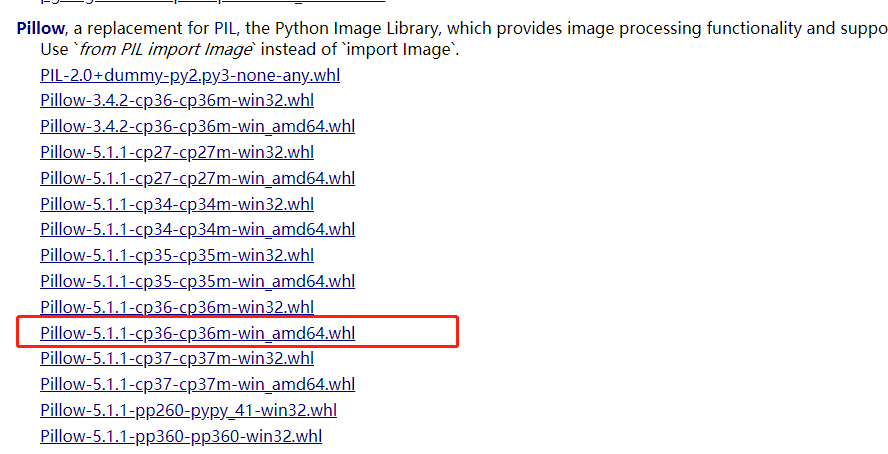 Pillow, a replacement for PIL, the Python Image Library, which provides image processing functionality and suppo
Use `from PIL import Image` instead of `import Image`.
PIL-2.0+dummy-py2.py3-none-any.whl
Pillow-3.4.2-cp36-cp36m-win32.whl
Pillow-3.4.2-cp36-cp36m-win_amd64.whl
Pillow-5.1.1-cp27-cp27m-win32.whl
Pillow-5.1.1-cp27-cp27m-win_amd64.whl
Pillow-5.1.1-cp34-cp34m-win32.whl
Pillow-5.1.1-cp34-cp34m-win_amd64.whl
Pillow-5.1.1-cp35-cp35m-win32.whl
Pillow-5.1.1-cp35-cp35m-win_amd64.whl
Pillow-5.1.1-cp36-cp36m-win32.whl
Pillow-5.1.1-cp36-cp36m-win_amd64.whl
Pillow-5.1.1-cp37-cp37m-win32.whl
Pillow-5.1.1-cp37-cp37m-win_amd64.whl
Pillow-5.1.1-pp260-pypy_41-win32.whl
Pillow-5.1.1-pp360-pp360-win32.whl